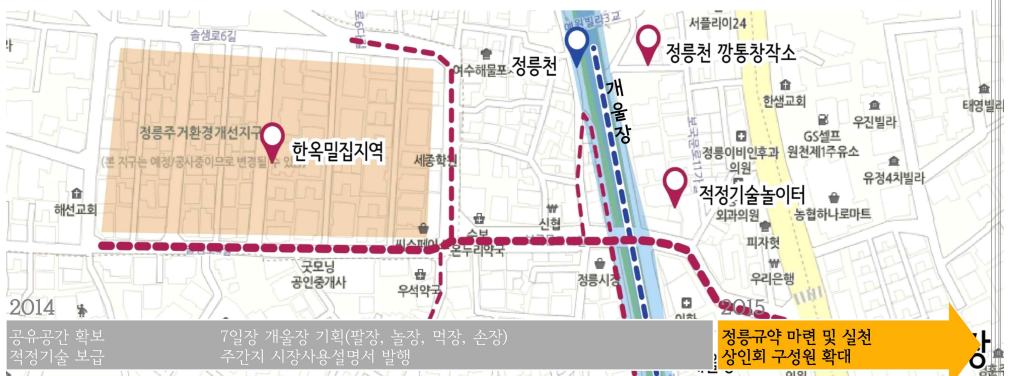 서플리이24
솔샘로6길
여수해물포
정릉천
정릉천 깡통창작소
개울장
한샘교회
태영빌라
우진빌라
GS셀프
원천제1주유소
정릉주거환경개선지구
한옥밀집지역
세종학원
정릉이비인후과
의원
유정4치빌라
적정기술놀이터
해선교회
신협
외과의원
농협하나로마트
피자헛
온누리약국
굿모닝
공인중개사
우석약국
정릉시장
우리은행
2014
2015
공유공간 확보
7일장 개울장 기획(팔장, 놀장, 먹장, 손장)
정릉규약 마련 및 실천
적정기술 보급
주간지 시장사용설명서 발행
상인회 구성원 확대
장
의원